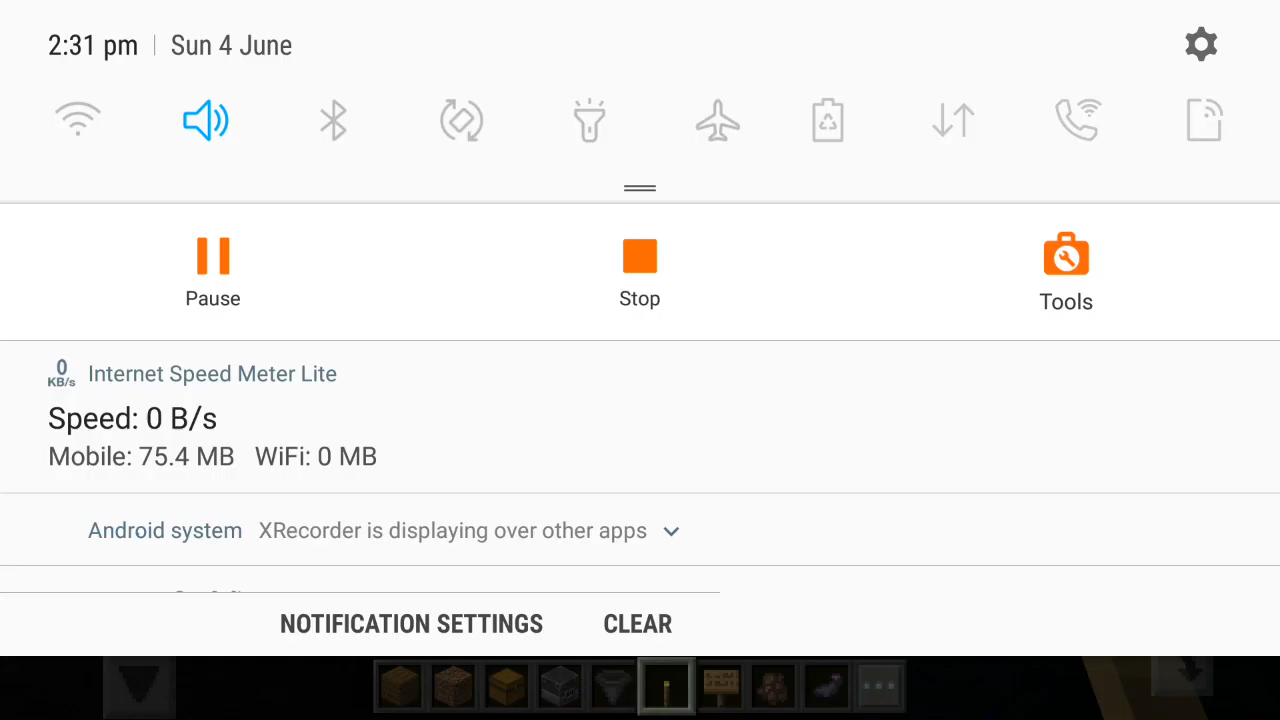 2:31 pm | Sun 4 June
Pause
Stop
Tools
0
KB/s
Internet Speed Meter Lite
Speed: 0 B/s
Mobile: 75.4 MB WiFi: 0 MB
Android system XRecorder is displaying over other apps
NOTIFICATION SETTINGS CLEAR